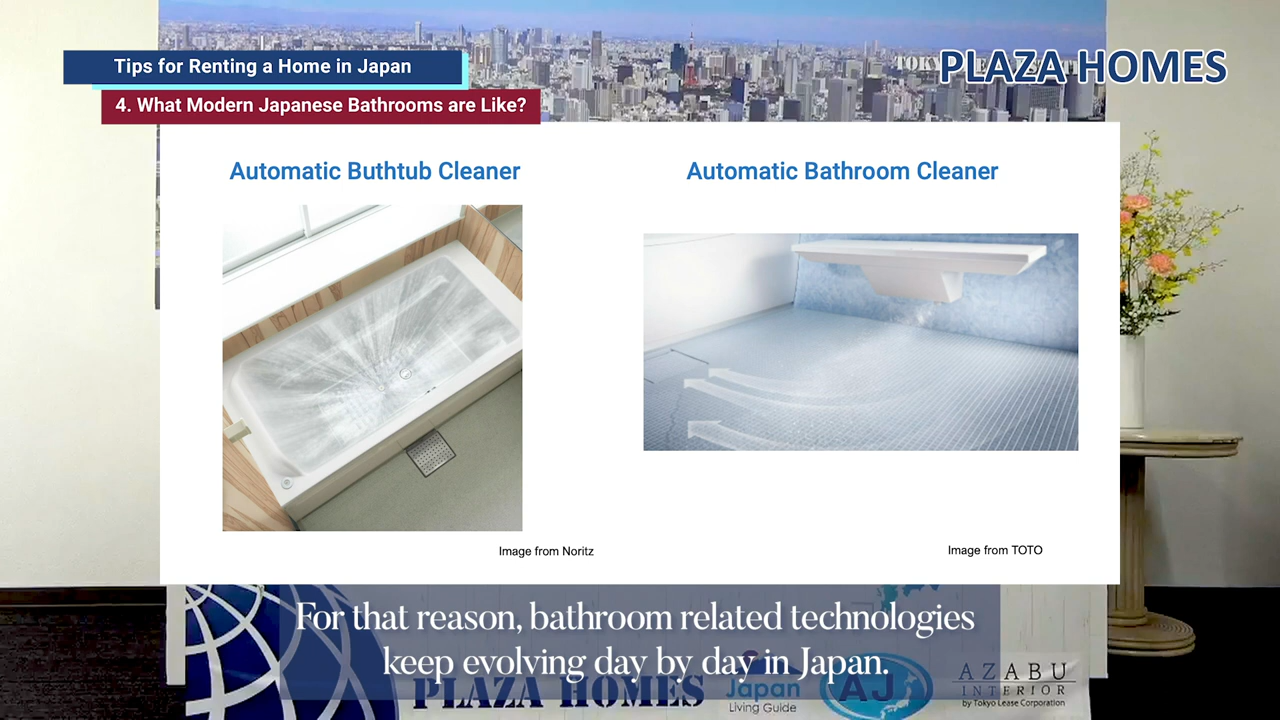 Tips for Renting a Home in Japan
PLAZA HOMES
4. What Modern Japanese Bathrooms are Like?
Automatic Buthtub Cleaner
Automatic Bathroom Cleaner
Image from Noritz
Image from TOTO
For that reason, bathroom related technologies
keep evolving day by day in Japan.
PLAZA HOMES
Japan
Living Guide
AJ
AZABU
INTERIOR
by Tokyo Lease Corporation